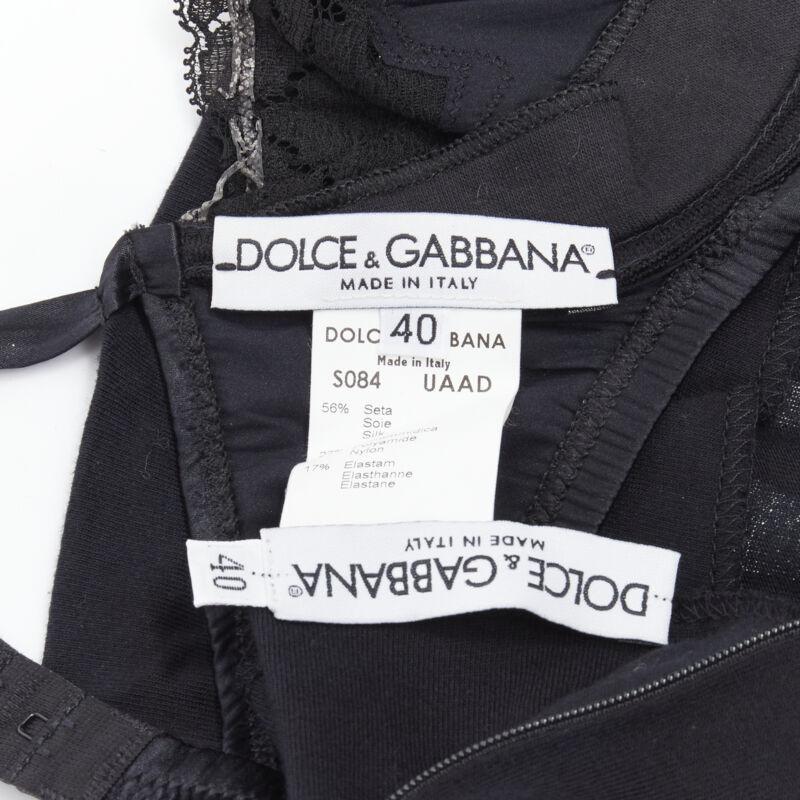 DOLCE & GABBANA®
MADE IN ITALY
DOLC 40 BANA
Made in Italy
S084 UAAD
56% Seta
Soie
Silk
Nylon
17% Elastam
Elasthanne
Elastane
40
DOLCE & GABBANA®
MADE IN ITALY